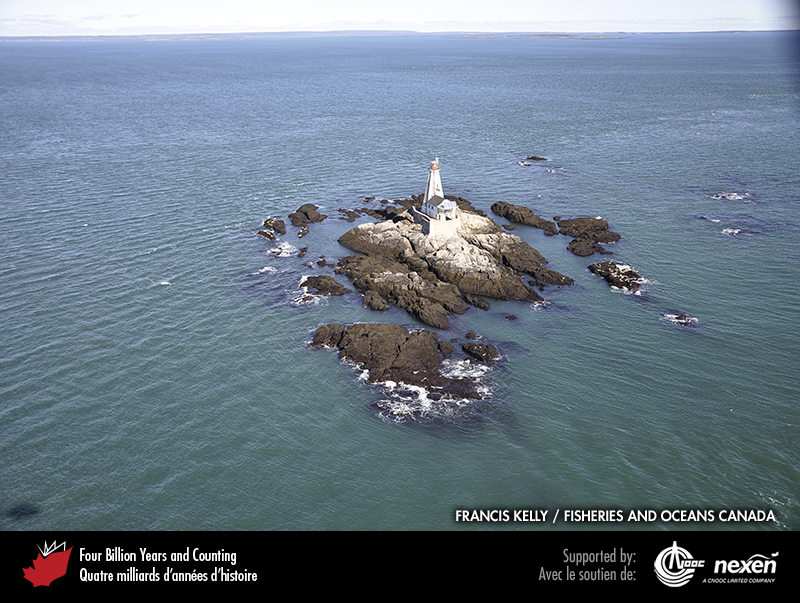 FRANCIS KELLY / FISHERIES AND OCEANS CANADA
Four Billion Years and Counting
Quatre milliards d'années d'histoire
Supported by:
Avec le soutien de:
CNOOC
nexen
A CNOOC LIMITED COMPANY